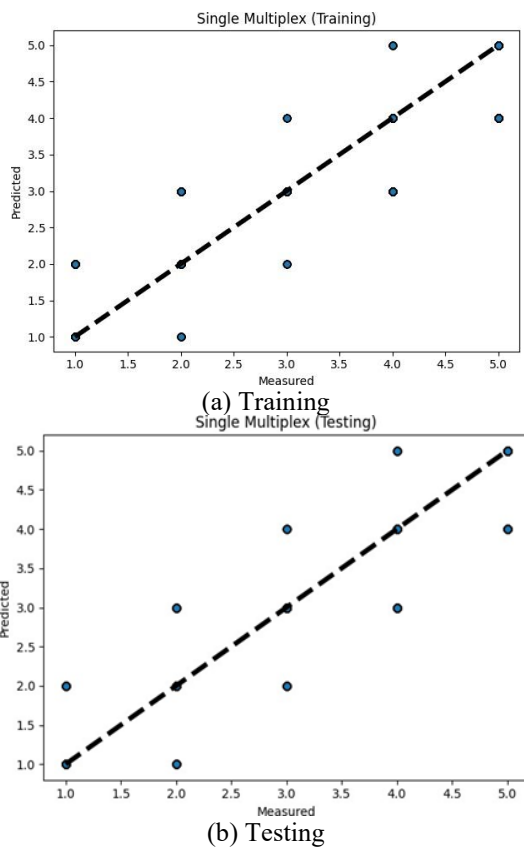 Single Multiplex (Training)
5.0
4.5
4.0
3.5
3.0
2.5
2.0
1.5
1.0
Predicted
1.0 1.5 2.0 2.5 3.0 3.5 4.0 4.5 5.0
Measured
(a) Training
Single Multiplex (Testing)
5.0
4.5
4.0
3.5
3.0
2.5
2.0
1.5
1.0
Predicted
1.0 1.5 2.0 2.5 3.0 3.5 4.0 4.5 5.0
Measured
(b) Testing